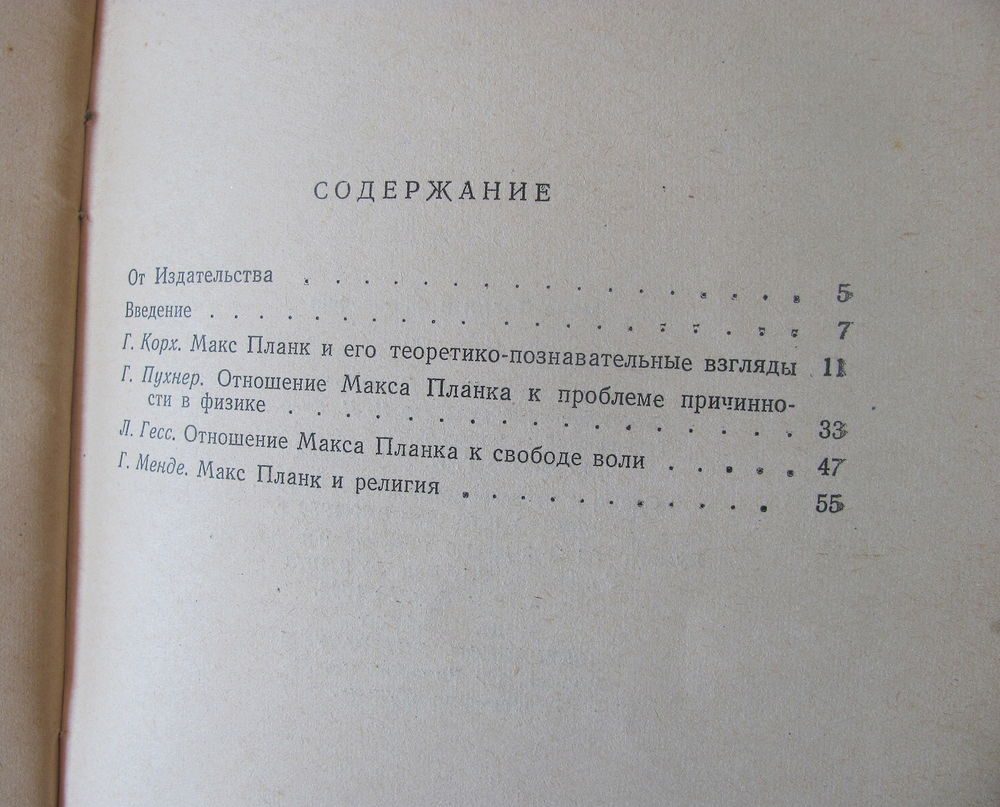 СОДЕРЖАНИЕ
От Издательства . . . . . . . . . . . . . . . . . 5
Введение . . . . . . . . . . . . . . . . . . . . 7
Г. Корх. Макс Планк и его теоретико-познавательные взгляды 11
Г. Пухнер. Отношение Макса Планка к проблеме причинно-
сти в физике . . . . . . . . . . . . . . . . . 33
Л. Гесс. Отношение Макса Планка к свободе воли . . . . . 47
Г. Менде. Макс Планк и религия . . . . . . . . . . . 55